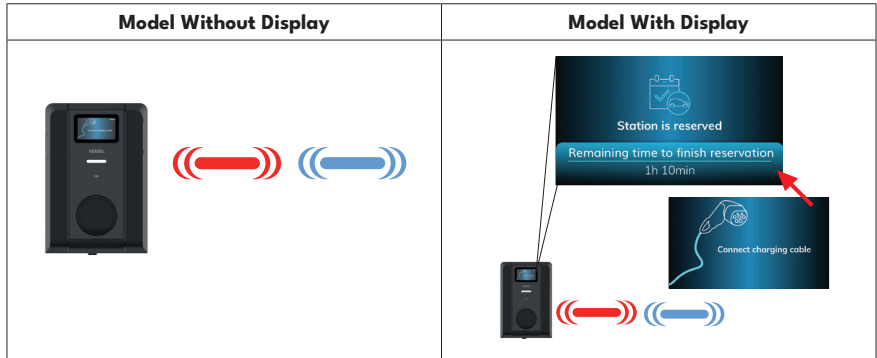 Model Without Display
Model With Display
VESTEL
Station is reserved
Remaining time to finish reservation
1h 10min
Connect charging cable